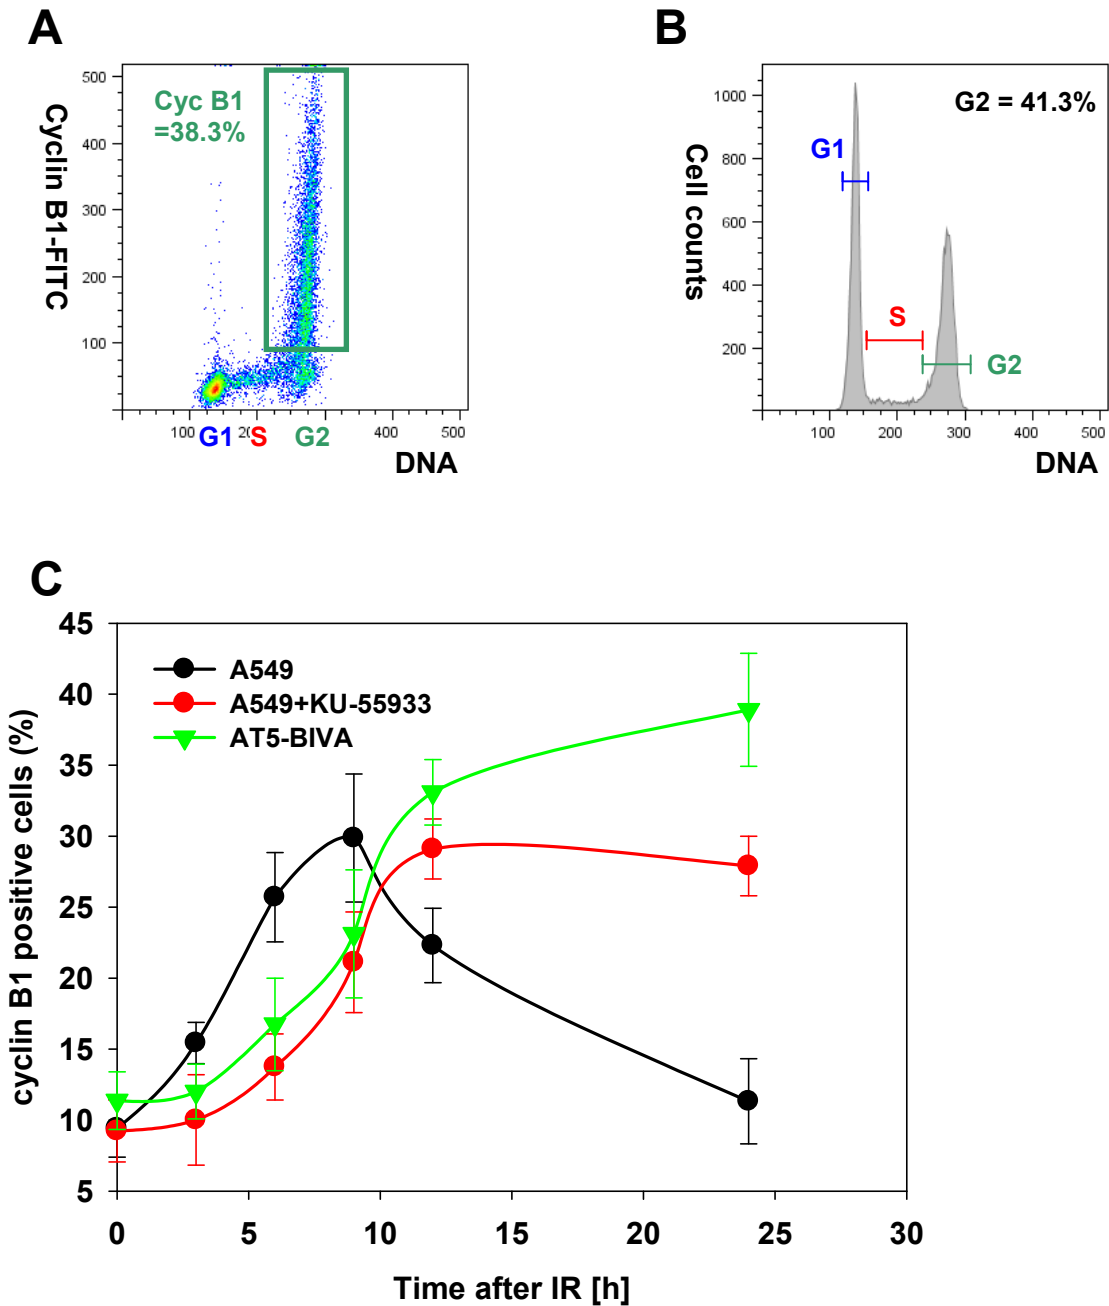 A
B
500
400
300
200
100
Cyc B1
=38.3%
Cyclin B1-FITC
100
G1
20
S
G2
400
500
DNA
1000
800
600
400
200
G2 = 41.3%
G1
S
G2
Cell counts
100
200
300
400
500
DNA
C
45
40
35
30
25
20
15
10
5
A549
A549+KU-55933
AT5-BIVA
cyclin B1 positive cells (%)
0
5
10
15
20
25
30
Time after IR [h]